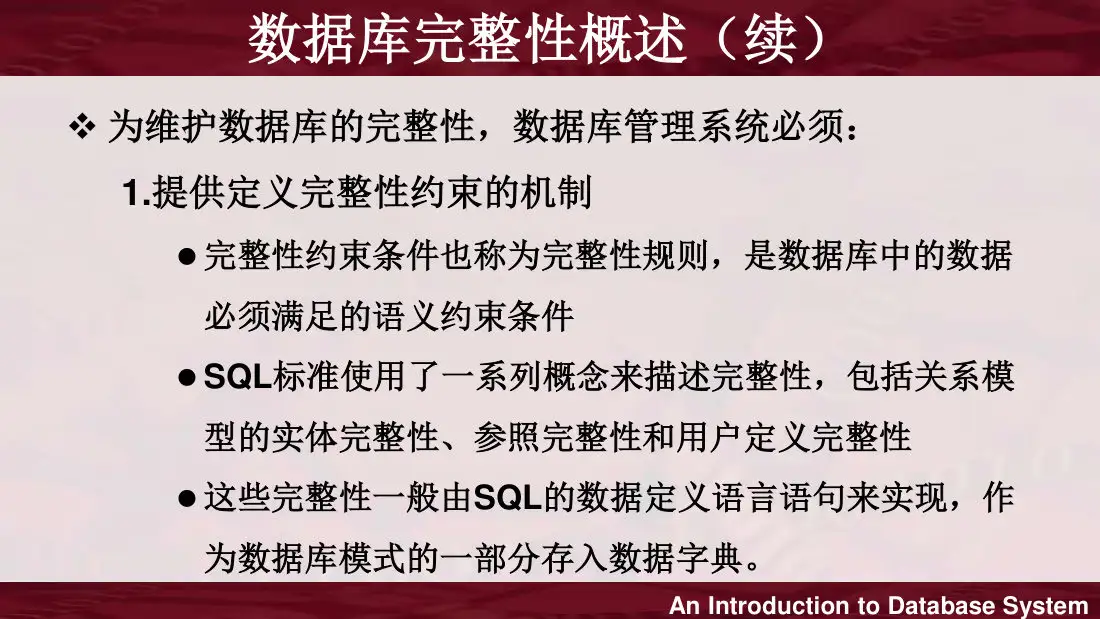 数据库完整性概述（续）
❖ 为维护数据库的完整性，数据库管理系统必须：
1.提供定义完整性约束的机制
● 完整性约束条件也称为完整性规则，是数据库中的数据
必须满足的语义约束条件
● SQL标准使用了一系列概念来描述完整性，包括关系模
型的实体完整性、参照完整性和用户定义完整性
● 这些完整性一般由SQL的数据定义语言语句来实现，作
为数据库模式的一部分存入数据字典。
An Introduction to Database System